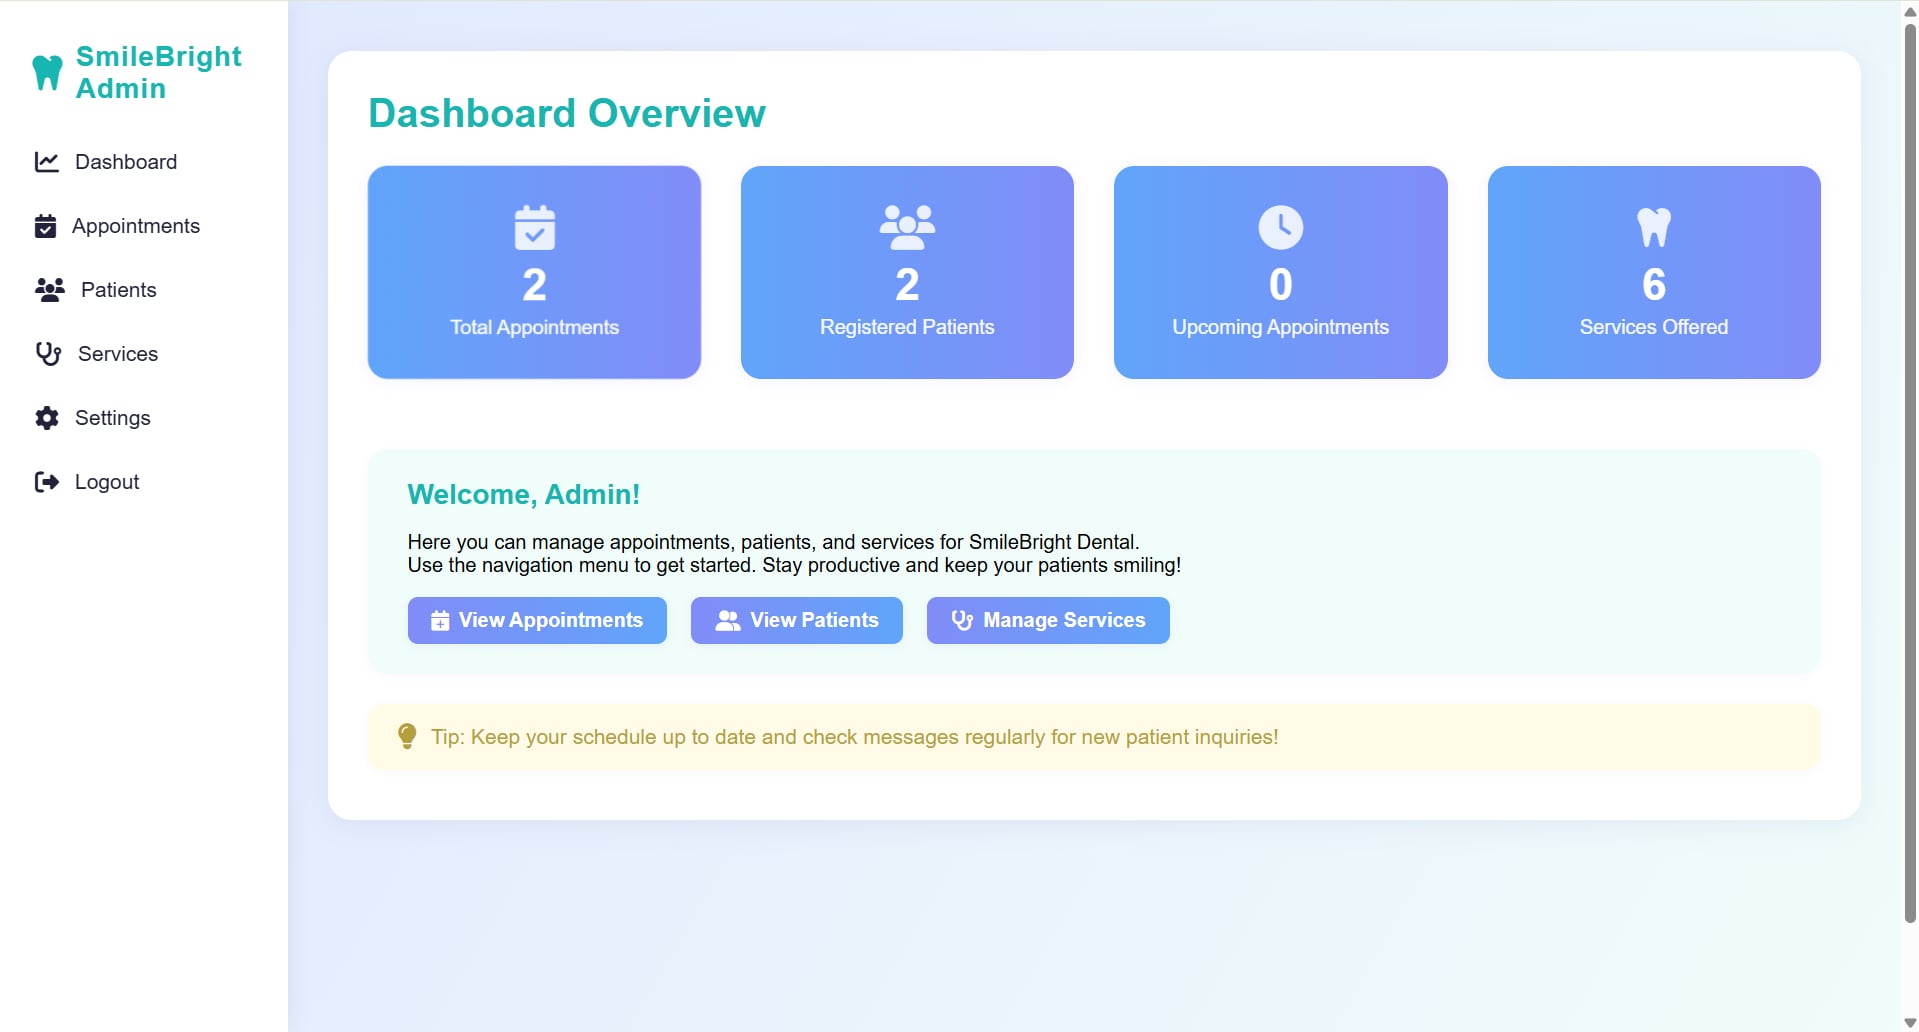 SmileBright
Admin
Dashboard
Appointments
Patients
Services
Settings
Logout
Dashboard Overview
2
Total Appointments
2
Registered Patients
0
Upcoming Appointments
6
Services Offered
Welcome, Admin!
Here you can manage appointments, patients, and services for SmileBright Dental.
Use the navigation menu to get started. Stay productive and keep your patients smiling!
View Appointments
View Patients
Manage Services
Tip: Keep your schedule up to date and check messages regularly for new patient inquiries!